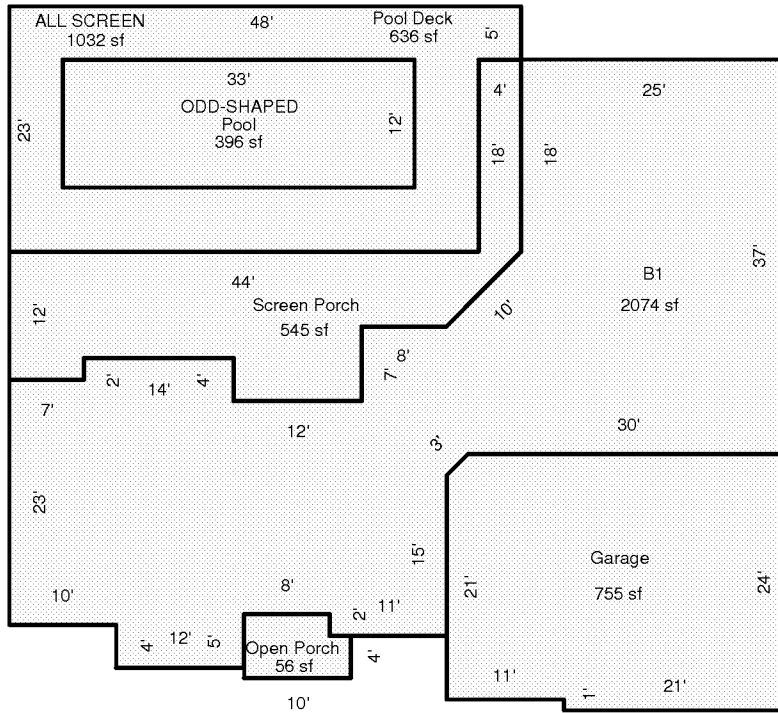 ALL SCREEN
1032 sf
48'
Pool Deck
636 sf
5'
33'
ODD-SHAPED
Pool
396 sf
12'
23'
4'
18'
18'
25'
37'
B1
2074 sf
44'
12'
Screen Porch
545 sf
10'
8'
7'
2'
14'
4'
7'
12'
3'
30'
23'
15'
Garage
755 sf
21'
24'
10'
8'
2'
11'
4'
12'
5'
Open Porch
56 sf
4'
10'
11'
1'
21'